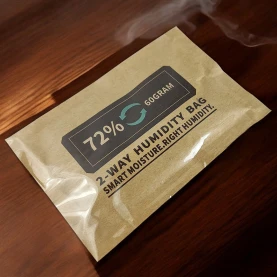 72% 60GRAM
2-WAY HUMIDITY BAG
SMART MOISTURE.RIGHT HUMIDITY.